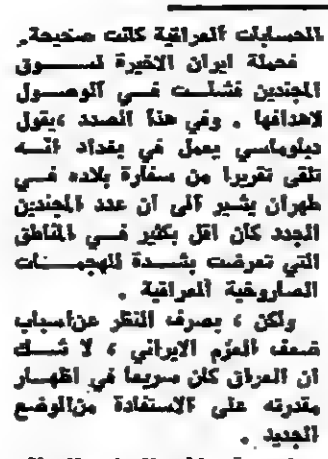 الحسابات العراقية كانت صحيحة.
فحملة ايران الاخيرة لسوق
المجندين فشلت في الوصول
لاهدافها . وفي هذا الصدد ، يقول
دبلوماسي يعمل في بغداد انه
تلقى تقريرا من سفارة بلاده في
طهران يشير الى ان عدد المجندين
الجدد كان اقل بكثير في المناطق
التي تعرضت بشدة للهجمات
الصاروخية العراقية .
ولكن ، بصرف النظر عن اسباب
ضعف العزم الايراني ، لا شك
ان العراق كان سريعا في اظهار
مقدرته على الاستفادة من الوضع
الجديد .